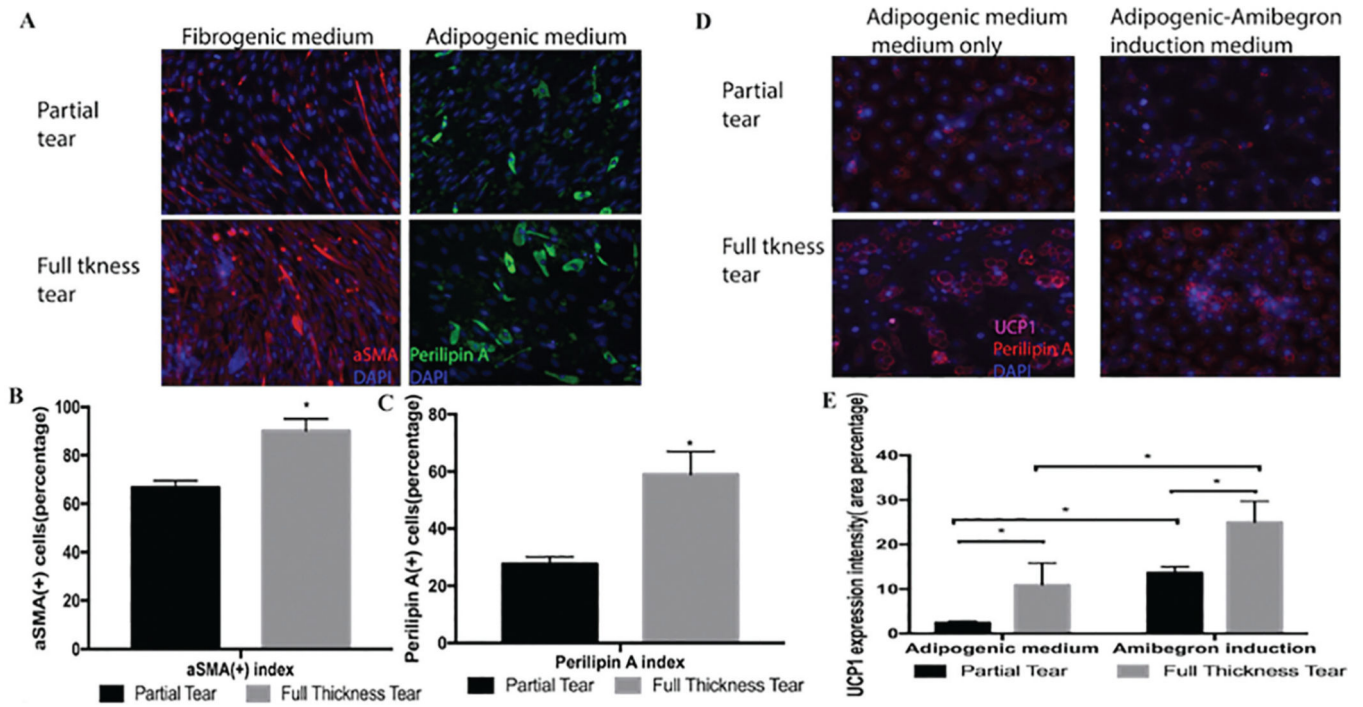 A
Fibrogenic medium
Adipogenic medium
Partial
tear
Full tkness
tear
aSMA
DAPI
Perilipin A
DAPI
D
Adipogenic medium
medium only
Adipogenic-Amibegron
induction medium
Partial
tear
Full tkness
tear
UCP1
Perilipin A
DAPI
B
aSMA(+) cells(percentage)
100
80
60
40
20
0
*
aSMA(+) index
Partial Tear
Full Thickness Tear
C
Perilipin A(+) cells(percentage)
80
60
40
20
0
*
Perilipin A index
Partial Tear
Full Thickness Tear
E
UCP1 expression intensity( area percentage)
40
30
20
10
0
*
*
*
*
Adipogenic medium
Amibegron induction
Partial Tear
Full Thickness Tear